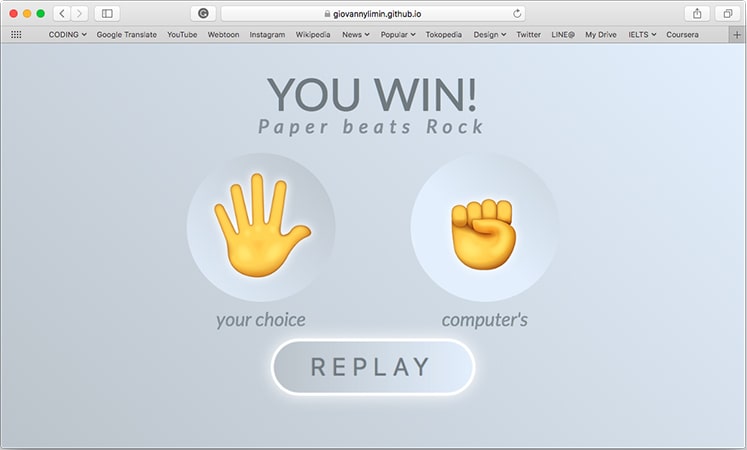 giovannylimin.github.io
CODING Google Translate YouTube Webtoon Instagram Wikipedia News Popular Tokopedia Design Twitter LINE@ My Drive IELTS Coursera
YOU WIN!
Paper beats Rock
your choice computer's
REPLAY